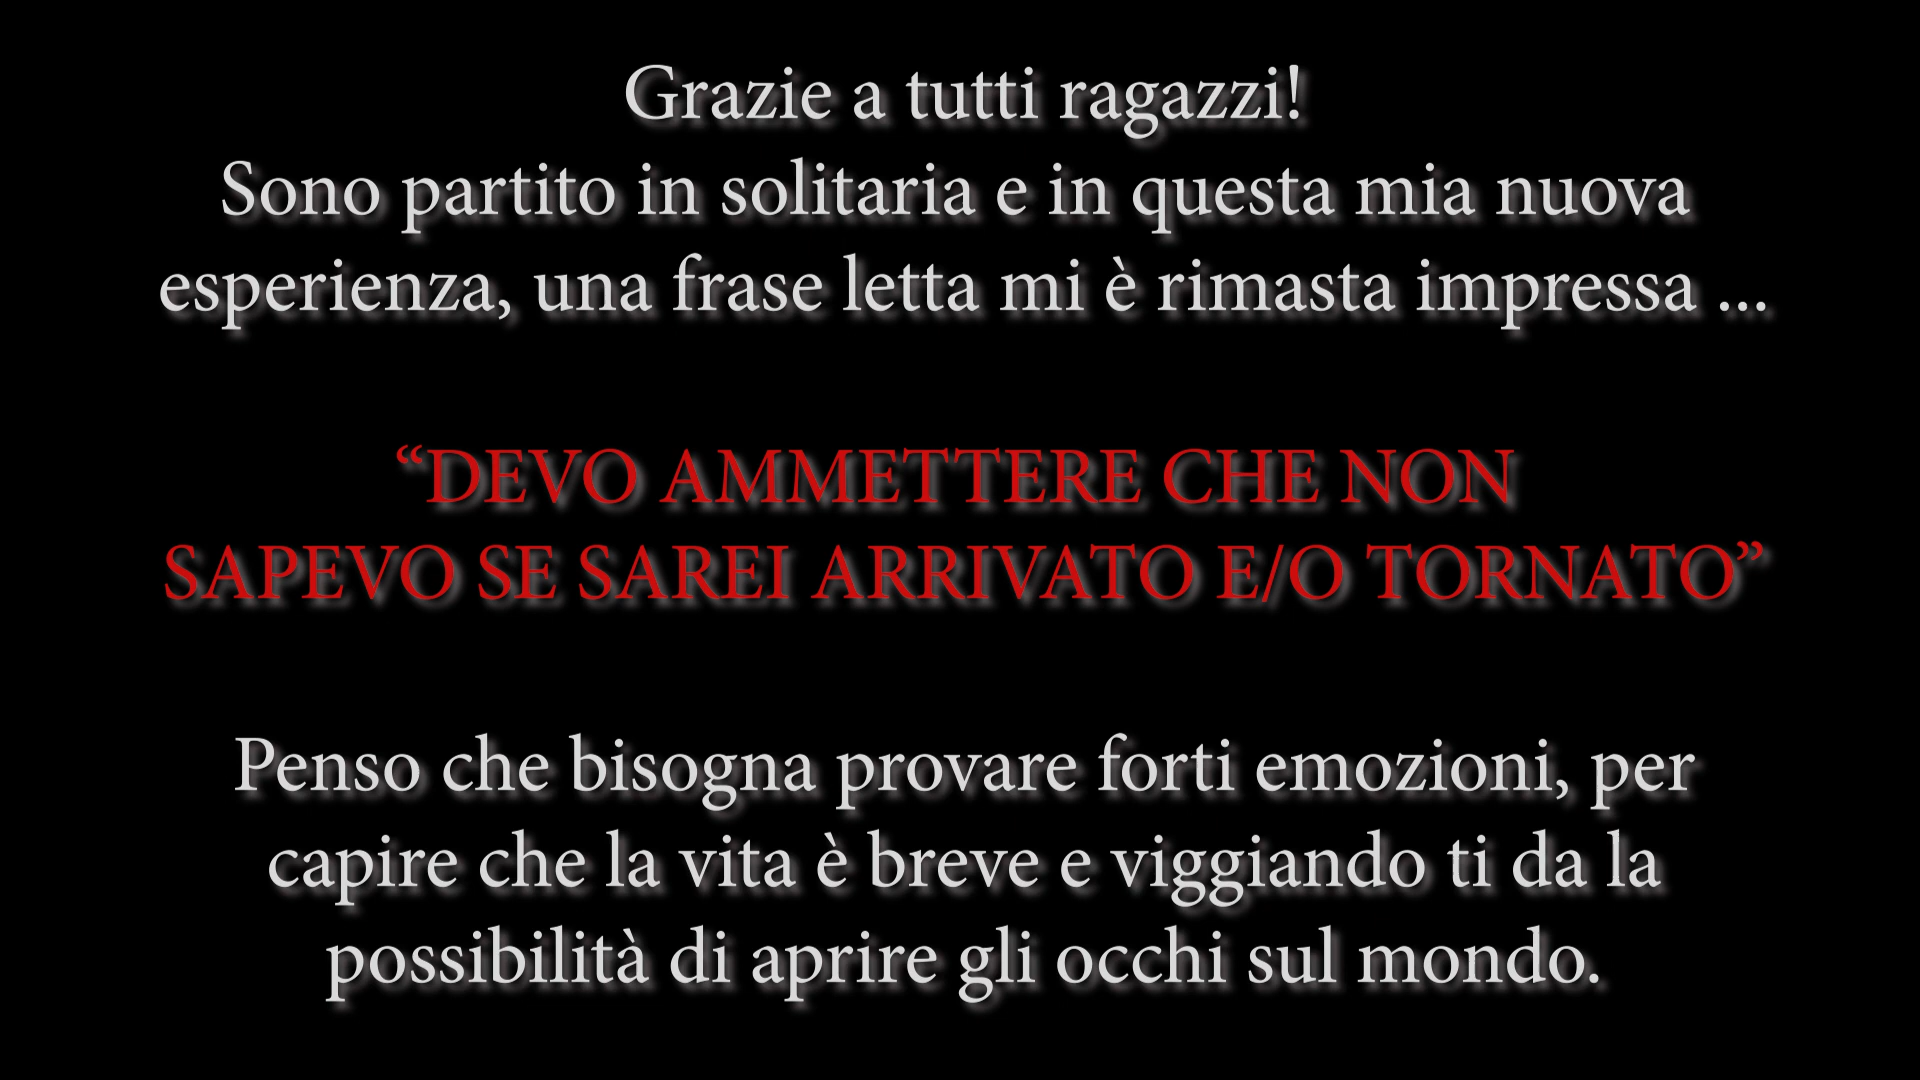 Grazie a tutti ragazzi!
Sono partito in solitaria e in questa mia nuova
esperienza, una frase letta mi è rimasta impressa ...
“DEVO AMMETTERE CHE NON
SAPEVO SE SAREI ARRIVATO E/O TORNATO”
Penso che bisogna provare forti emozioni, per
capire che la vita è breve e viggiando ti da la
possibilità di aprire gli occhi sul mondo.